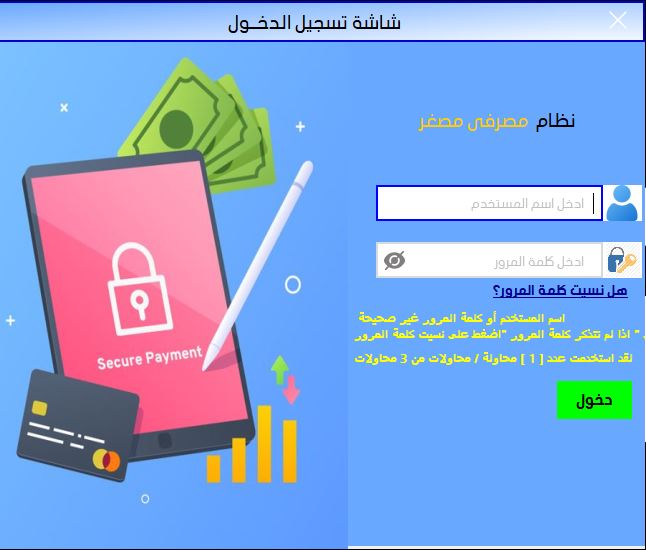 شاشة تسجيل الدخـول
نظام مصرفى مصغر
ادخل اسم المستخدم
ادخل كلمة المرور
هل نسيت كلمة المرور؟
اسم المستخدم أو كلمة المرور غير صحيحة
" اذا لم تتذكر كلمة المرور "اضغط على نسيت كلمة المرور
لقد استخدمت عدد [ 1 ] محاولة / محاولات من 3 محاولات
دخول
Secure Payment